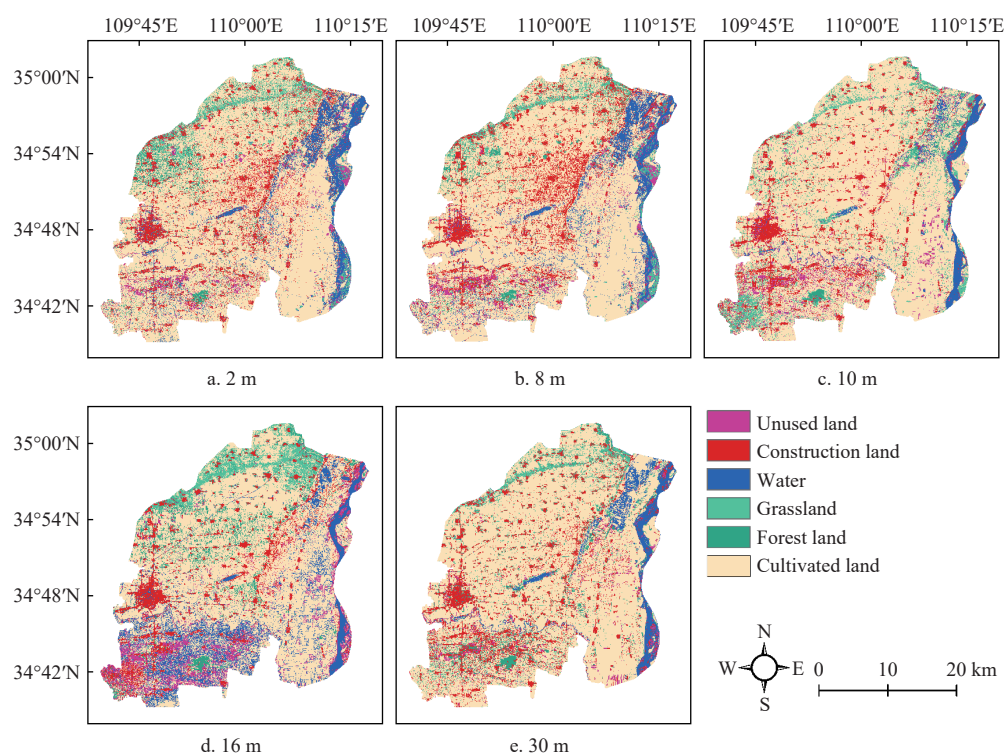 109°45′E 110°00′E 110°15′E 109°45′E 110°00′E 110°15′E 109°45′E 110°00′E 110°15′E
35°00′N
34°54′N
34°48′N
34°42′N
a. 2 m b. 8 m c. 10 m
35°00′N
34°54′N
34°48′N
34°42′N
d. 16 m e. 30 m
Unused land
Construction land
Water
Grassland
Forest land
Cultivated land
N
W E
S
0 10 20 km